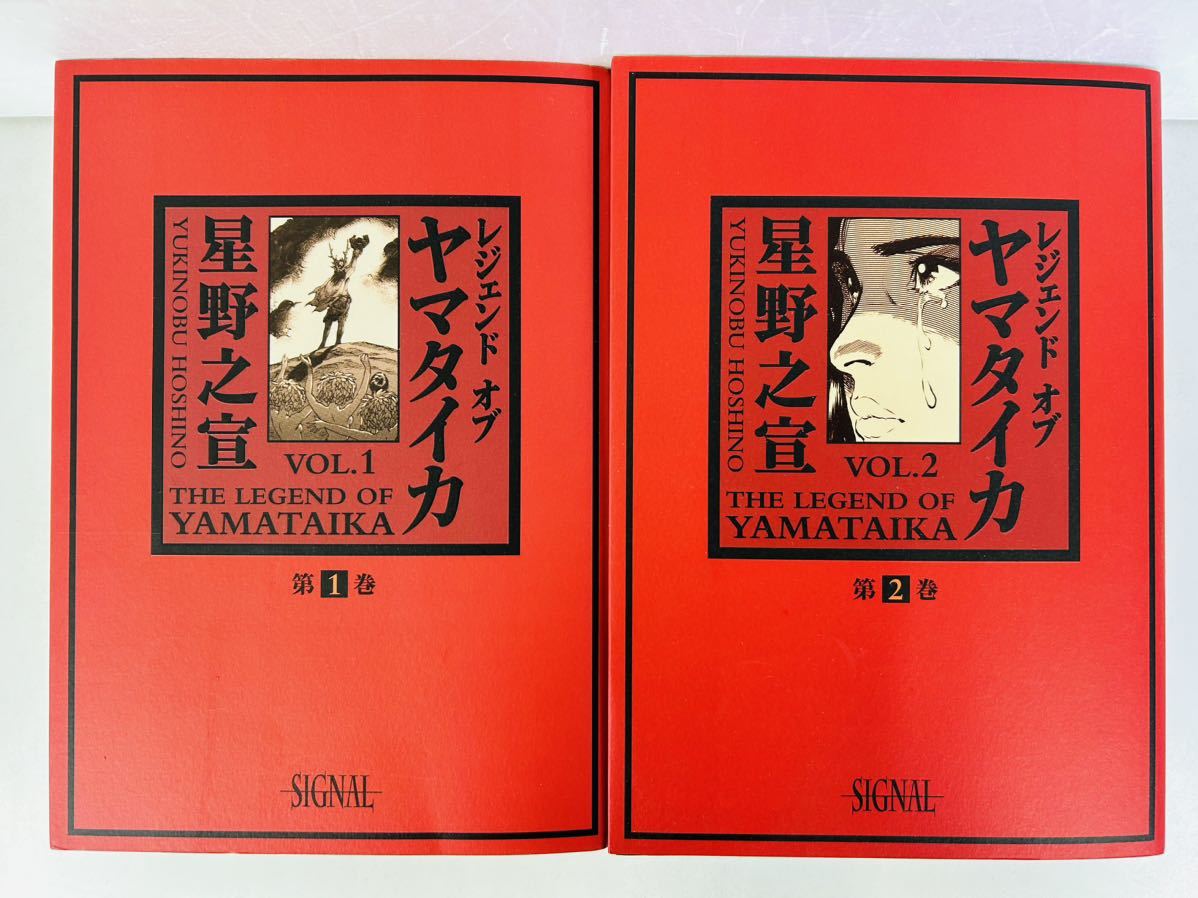 レジェンド オブ
ヤマタイカ
星野之宣
YUKINOBU HOSHINO
VOL.1
THE LEGEND OF
YAMATAIKA
第1巻
SIGNAL
レジェンド オブ
ヤマタイカ
星野之宣
YUKINOBU HOSHINO
VOL.2
THE LEGEND OF
YAMATAIKA
第2巻
SIGNAL